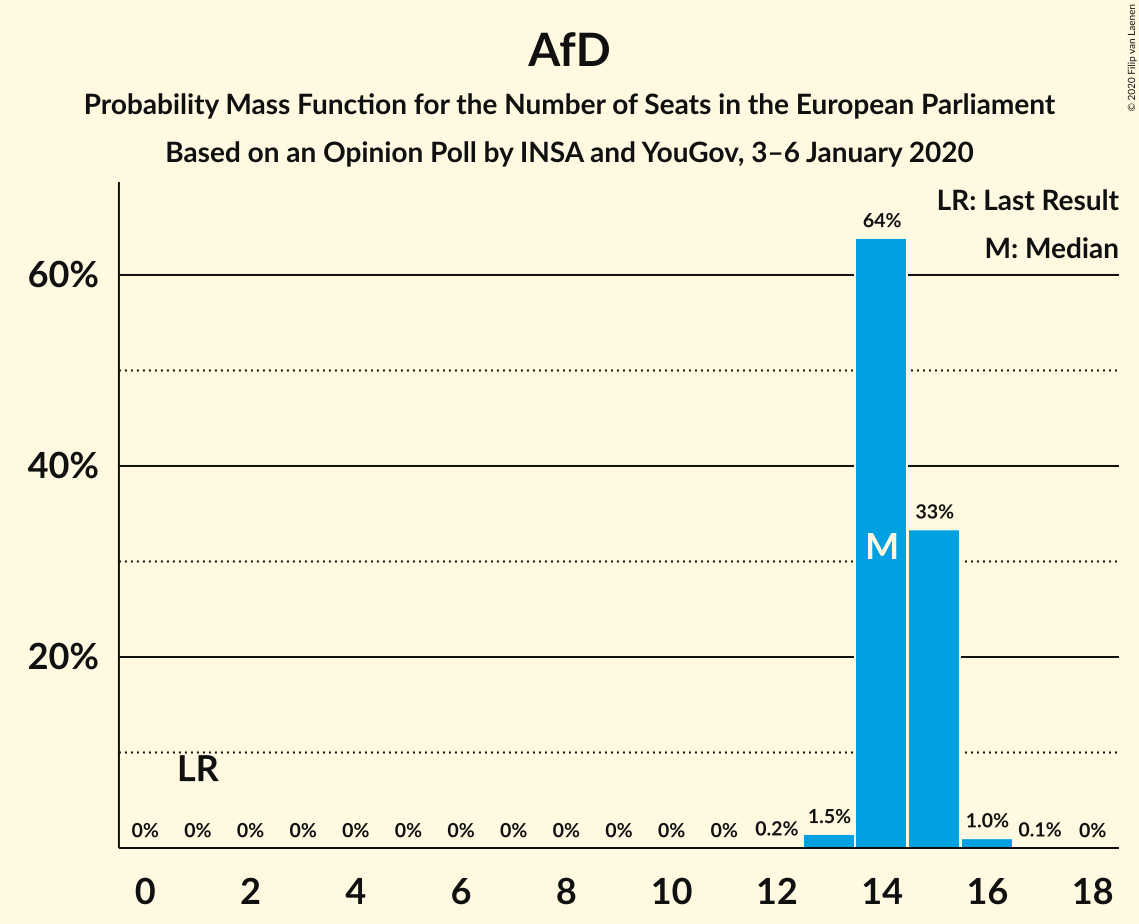 AfD
Probability Mass Function for the Number of Seats in the European Parliament
Based on an Opinion Poll by INSA and YouGov, 3–6 January 2020
© 2020 Filip van Laenen
LR: Last Result
M: Median
64%
60%
40%
33%
M
20%
LR
0% 0% 0% 0% 0% 0% 0% 0% 0% 0% 0% 0% 0.2% 1.5% 1.0% 0.1% 0%
0 2 4 6 8 10 12 14 16 18